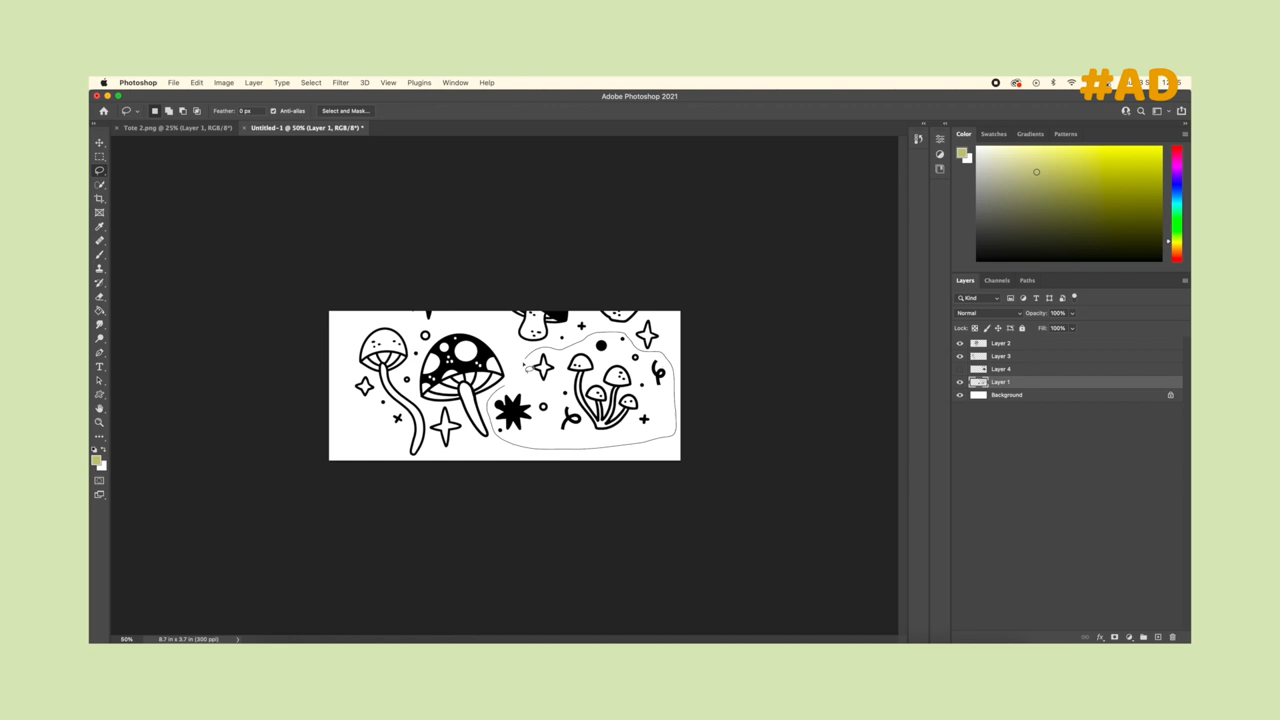 Photoshop File Edit Image Layer Type Select Filter 3D View Plugins Window Help
#AD
Adobe Photoshop 2021
Feather: 0 px Anti-alias Select and Mask...
Tote 2.png @ 25% (Layer 1, RGB/8*) Untitled-1 @ 50% (Layer 1, RGB/8*) *
Color Swatches Gradients Patterns
Layers Channels Paths
Kind
Normal Opacity: 100%
Lock: Fill: 100%
Layer 2
Layer 3
Layer 4
Layer 1
Background
50% 8.7 in x 3.7 in (300 ppi)
fx